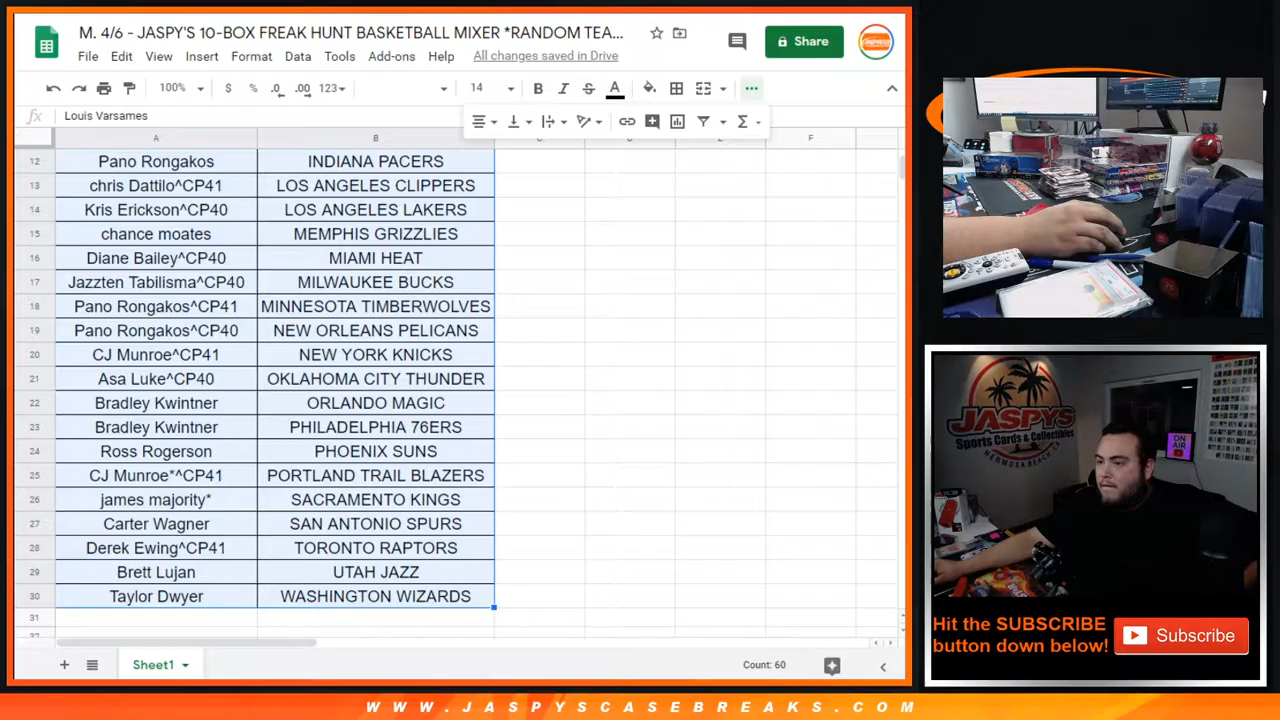 M. 4/6 - JASPY'S 10-BOX FREAK HUNT BASKETBALL MIXER *RANDOM TEA...
Share
File Edit View Insert Format Data Tools Add-ons Help All changes saved in Drive
100% $ % .0 .00 123 14 B I S A
fx Louis Varsames
A B C D E F
12 Pano Rongakos INDIANA PACERS
13 chris Dattilo^CP41 LOS ANGELES CLIPPERS
14 Kris Erickson^CP40 LOS ANGELES LAKERS
15 chance moates MEMPHIS GRIZZLIES
16 Diane Bailey^CP40 MIAMI HEAT
17 Jazzten Tabilisma^CP40 MILWAUKEE BUCKS
18 Pano Rongakos^CP41 MINNESOTA TIMBERWOLVES
19 Pano Rongakos^CP40 NEW ORLEANS PELICANS
20 CJ Munroe^CP41 NEW YORK KNICKS
21 Asa Luke^CP40 OKLAHOMA CITY THUNDER
22 Bradley Kwintner ORLANDO MAGIC
23 Bradley Kwintner PHILADELPHIA 76ERS
24 Ross Rogerson PHOENIX SUNS
25 CJ Munroe*^CP41 PORTLAND TRAIL BLAZERS
26 james majority* SACRAMENTO KINGS
27 Carter Wagner SAN ANTONIO SPURS
28 Derek Ewing^CP41 TORONTO RAPTORS
29 Brett Lujan UTAH JAZZ
30 Taylor Dwyer WASHINGTON WIZARDS
31
Sheet1 Count: 60
JASPYS
Sports Cards & Collectibles
HERMOSA BEACH, CA
ON AIR
Hit the SUBSCRIBE
button down below!
Subscribe
WWW.JASPYSCASEBREAKS.COM